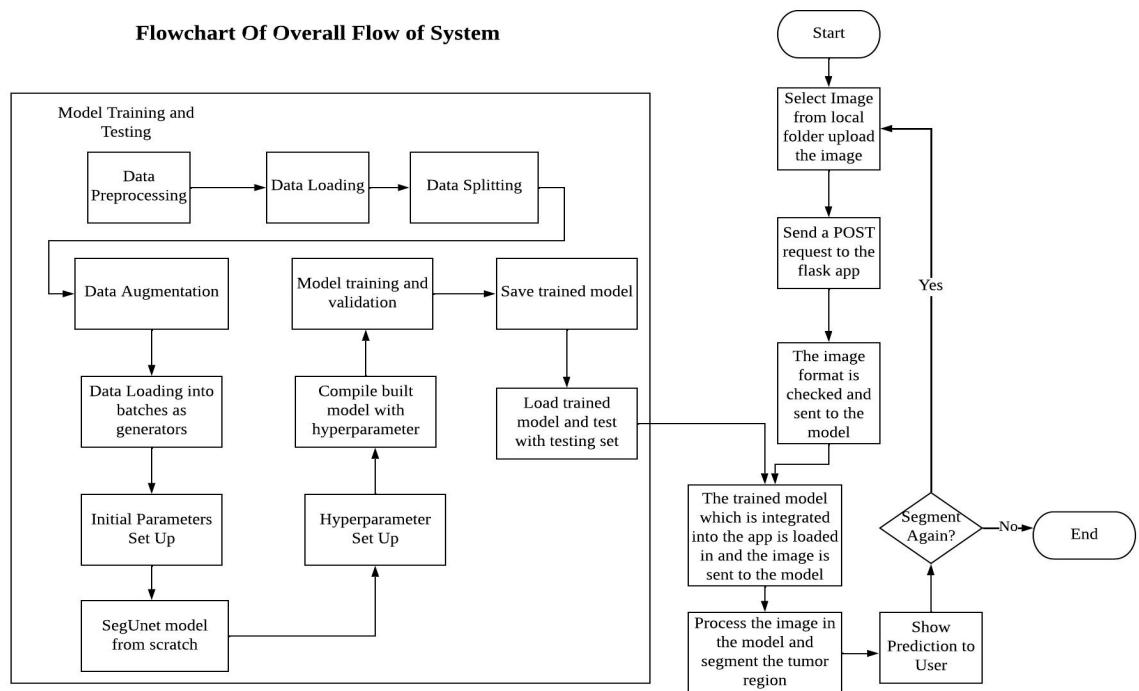 Flowchart Of Overall Flow of System
Model Training and
Testing
Data
Preprocessing
Data Loading
Data Splitting
Data Augmentation
Data Loading into
batches as
generators
Initial Parameters
Set Up
SegUnet model
from scratch
Hyperparameter
Set Up
Compile built
model with
hyperparameter
Model training and
validation
Save trained model
Load trained
model and test
with testing set
Start
Select Image
from local
folder upload
the image
Send a POST
request to the
flask app
The image
format is
checked and
sent to the
model
The trained model
which is integrated
into the app is loaded
in and the image is
sent to the model
Process the image in
the model and
segment the tumor
region
Show
Prediction to
User
Segment
Again?
Yes
No
End